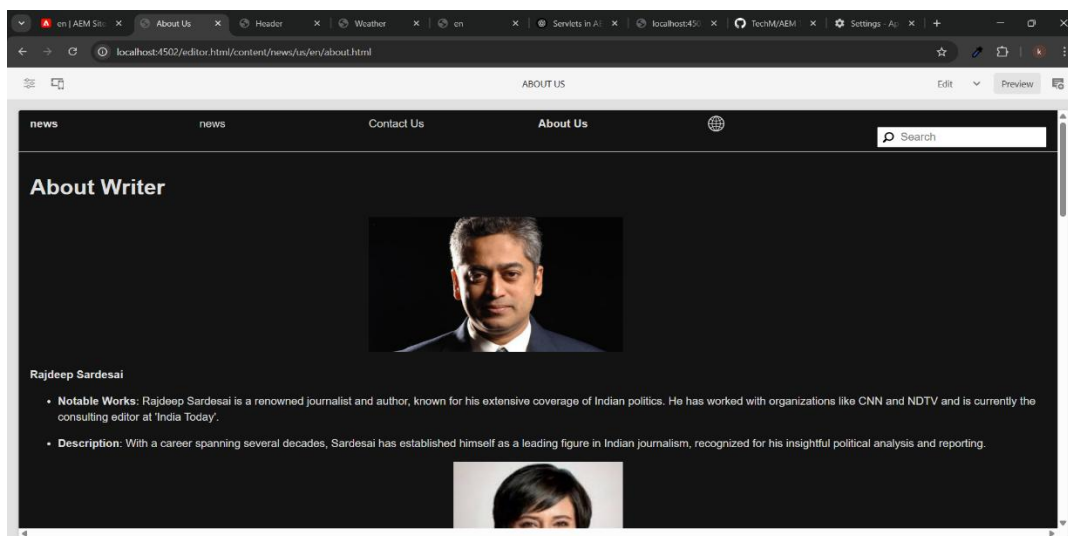 en | AEM Site
About Us
Header
Weather
en
Servlets in AE
localhost:450
TechM/AEM
Settings - Ap
localhost:4502/editor.html/content/news/us/en/about.html
k
ABOUT US
Edit
Preview
news
news
Contact Us
About Us
Search
About Writer
Rajdeep Sardesai
• Notable Works: Rajdeep Sardesai is a renowned journalist and author, known for his extensive coverage of Indian politics. He has worked with organizations like CNN and NDTV and is currently the
consulting editor at 'India Today'.
• Description: With a career spanning several decades, Sardesai has established himself as a leading figure in Indian journalism, recognized for his insightful political analysis and reporting.